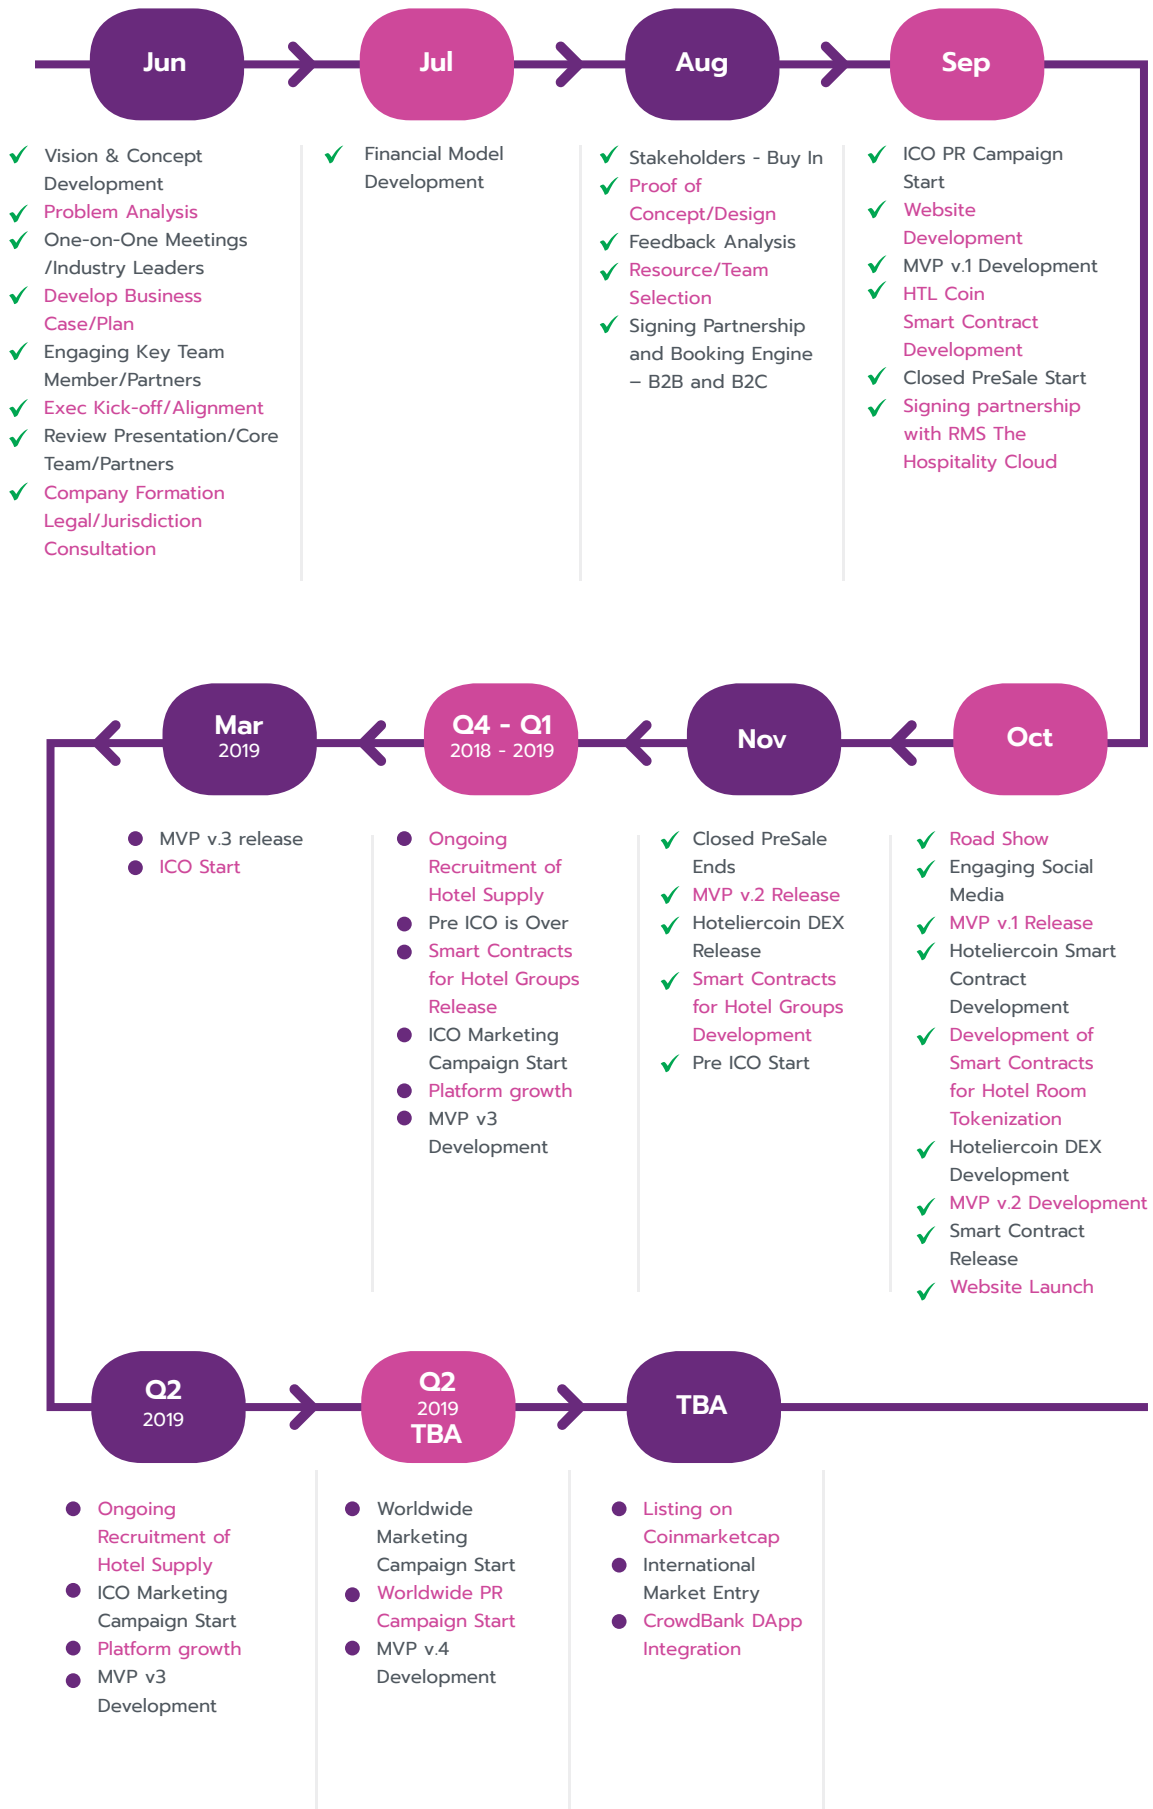 Jun
Vision & Concept
Development
Problem Analysis
One-on-One Meetings
/Industry Leaders
Develop Business
Case/Plan
Engaging Key Team
Member/Partners
Exec Kick-off/Alignment
Review Presentation/Core
Team/Partners
Company Formation
Legal/Jurisdiction
Consultation
Jul
Financial Model
Development
Aug
Stakeholders - Buy In
Proof of
Concept/Design
Feedback Analysis
Resource/Team
Selection
Signing Partnership
and Booking Engine
– B2B and B2C
Sep
ICO PR Campaign
Start
Website
Development
MVP v.1 Development
HTL Coin
Smart Contract
Development
Closed PreSale Start
Signing partnership
with RMS The
Hospitality Cloud
Oct
Road Show
Engaging Social
Media
MVP v.1 Release
Hoteliercoin Smart
Contract
Development
Development of
Smart Contracts
for Hotel Room
Tokenization
Hoteliercoin DEX
Development
MVP v.2 Development
Smart Contract
Release
Website Launch
Nov
Closed PreSale
Ends
MVP v.2 Release
Hoteliercoin DEX
Release
Smart Contracts
for Hotel Groups
Development
Pre ICO Start
Q4 - Q1
2018 - 2019
Ongoing
Recruitment of
Hotel Supply
Pre ICO is Over
Smart Contracts
for Hotel Groups
Release
ICO Marketing
Campaign Start
Platform growth
MVP v3
Development
Mar
2019
MVP v.3 release
ICO Start
Q2
2019
Ongoing
Recruitment of
Hotel Supply
ICO Marketing
Campaign Start
Platform growth
MVP v3
Development
Q2
2019
TBA
Worldwide
Marketing
Campaign Start
Worldwide PR
Campaign Start
MVP v.4
Development
TBA
Listing on
Coinmarketcap
International
Market Entry
CrowdBank DApp
Integration